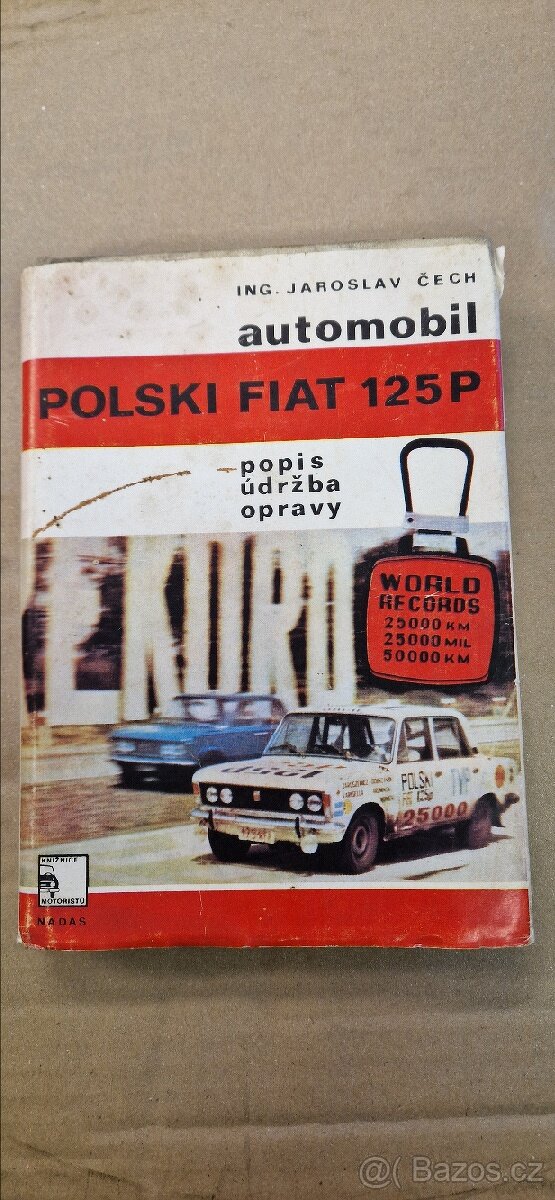 ING. JAROSLAV ČECH
automobil
POLSKI FIAT 125P
popis
údržba
opravy
WORLD
RECORDS
25000 KM
25000 MIL
50000 KM
POLSKI
25000
KNIŽNICE
MOTORISTU
NADAS
@ Bazos.cz